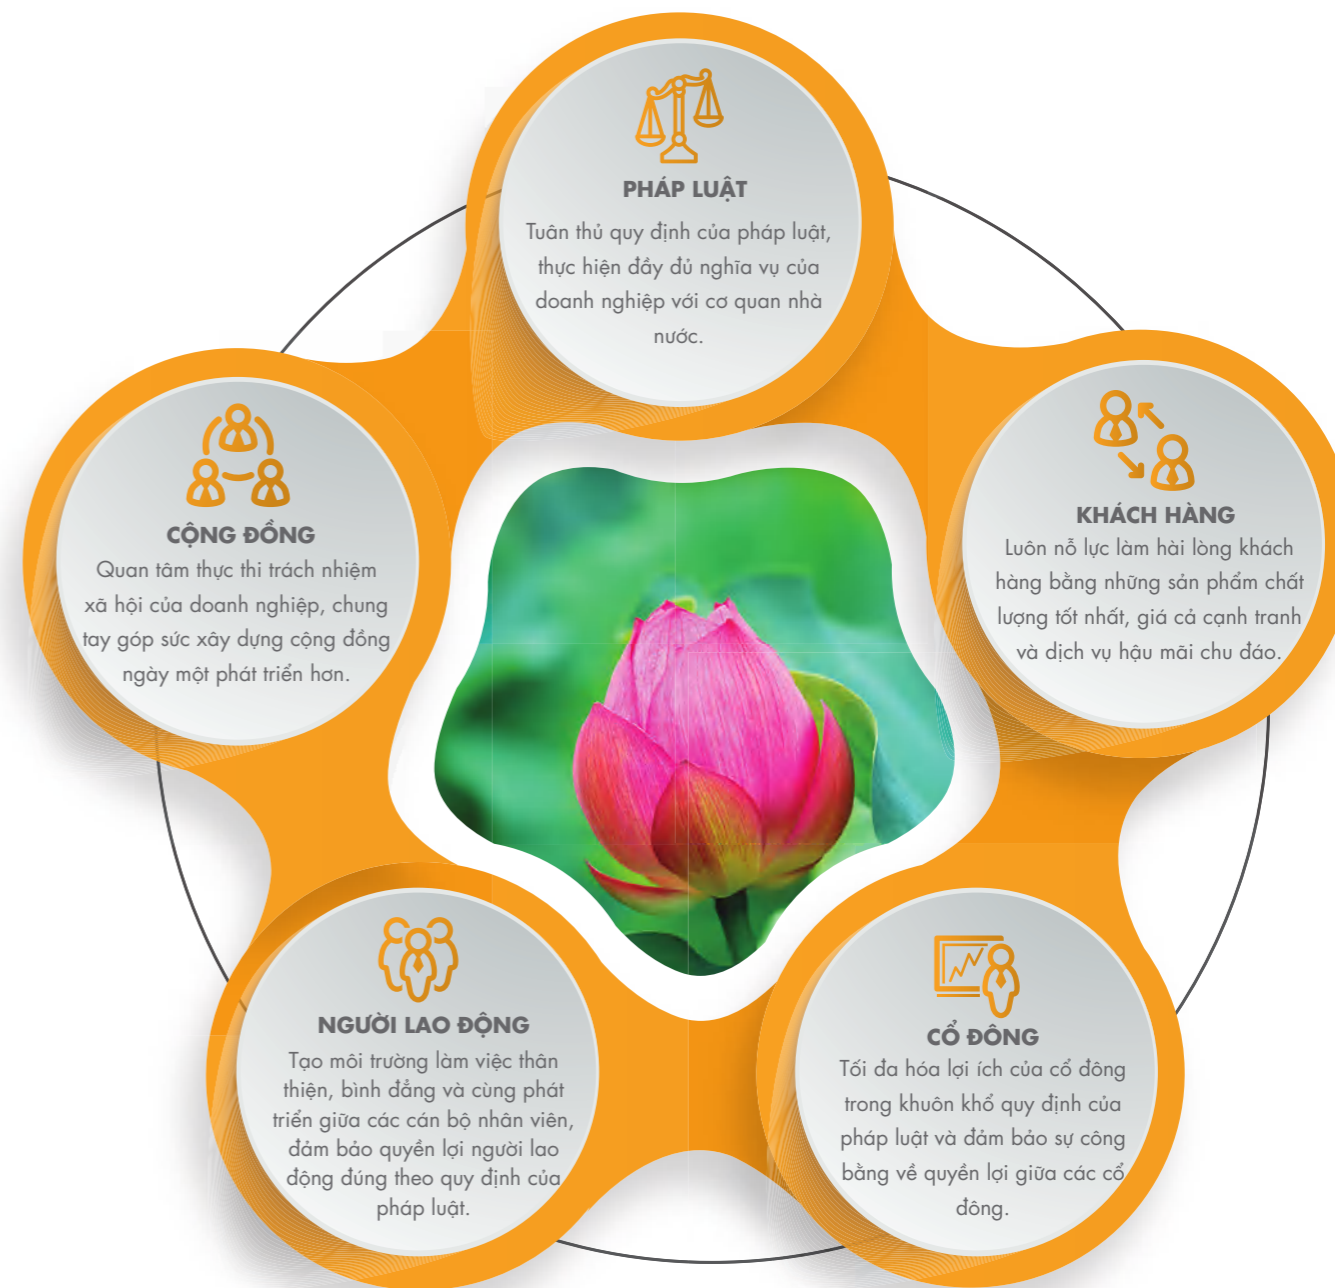 PHÁP LUẬT
Tuân thủ quy định của pháp luật,
thực hiện đầy đủ nghĩa vụ của
doanh nghiệp với cơ quan nhà
nước.
KHÁCH HÀNG
Luôn nỗ lực làm hài lòng khách
hàng bằng những sản phẩm chất
lượng tốt nhất, giá cả cạnh tranh
và dịch vụ hậu mãi chu đáo.
CỘNG ĐỒNG
Quan tâm thực thi trách nhiệm
xã hội của doanh nghiệp, chung
tay góp sức xây dựng cộng đồng
ngày một phát triển hơn.
NGƯỜI LAO ĐỘNG
Tạo môi trường làm việc thân
thiện, bình đẳng và cùng phát
triển giữa các cán bộ nhân viên,
đảm bảo quyền lợi người lao
động đúng theo quy định của
pháp luật.
CỔ ĐÔNG
Tối đa hóa lợi ích của cổ đông
trong khuôn khổ quy định của
pháp luật và đảm bảo sự công
bằng về quyền lợi giữa các cổ
đông.